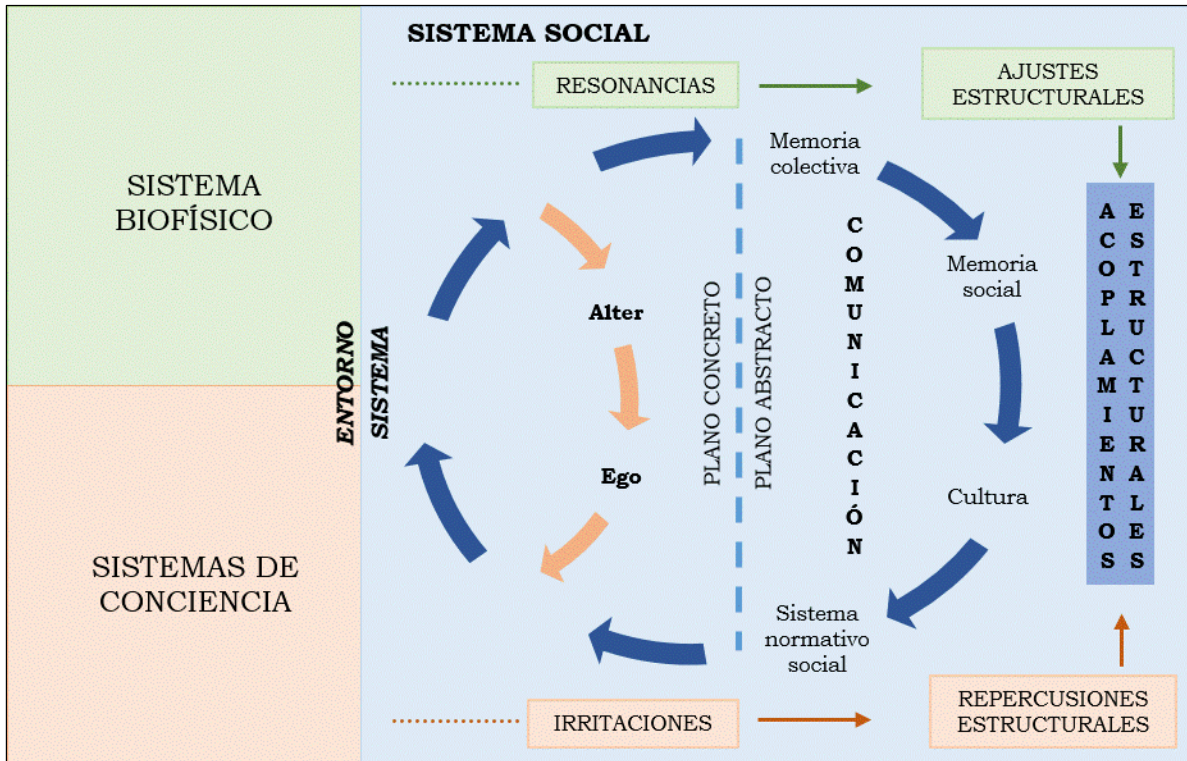 SISTEMA SOCIAL
SISTEMA
BIOFÍSICO
SISTEMAS DE
CONCIENCIA
ENTORNO
SISTEMA
RESONANCIAS
AJUSTES
ESTRUCTURALES
Alter
Ego
PLANO CONCRETO
PLANO ABSTRACTO
Memoria
colectiva
COMUNICACIÓN
Memoria
social
Cultura
Sistema
normativo
social
ACOPLAMIENTOS
ESTRUCTURALES
IRRITACIONES
REPERCUSIONES
ESTRUCTURALES